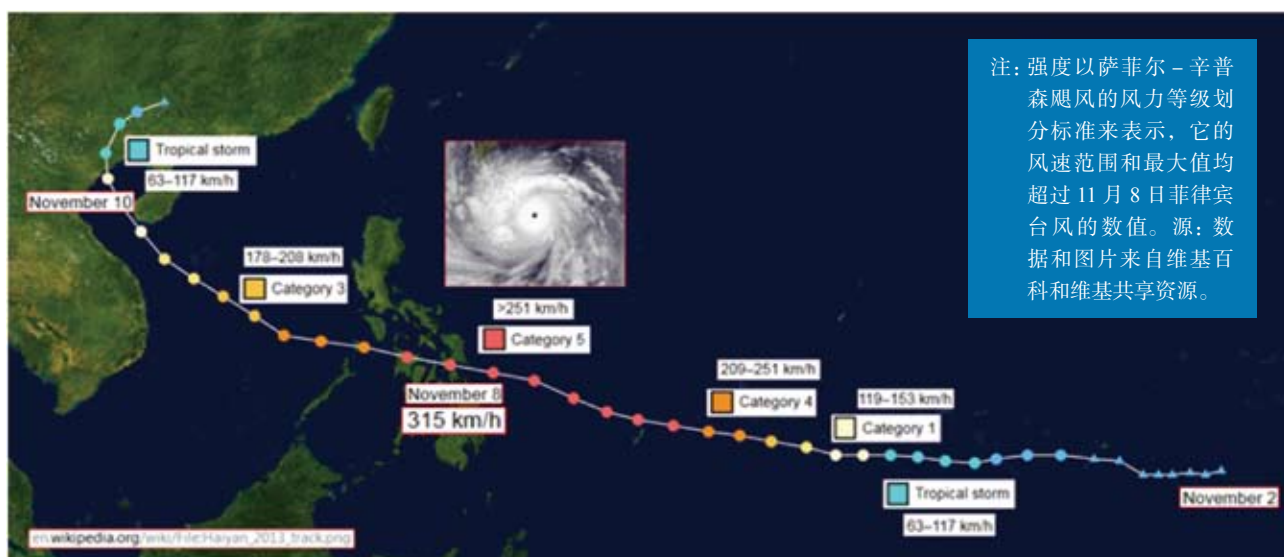 注: 强度以萨菲尔–辛普
森飓风的风力等级划
分标准来表示, 它的
风速范围和最大值均
超过 11 月 8 日菲律宾
台风的数值。源: 数
据和图片来自维基百
科和维基共享资源。
Tropical storm
63–117 km/h
November 10
178–208 km/h
Category 3
>251 km/h
Category 5
November 8
315 km/h
209–251 km/h
Category 4
119–153 km/h
Category 1
Tropical storm
63–117 km/h
November 2
en.wikipedia.org/wiki/File:Haiyan_2013_track.png